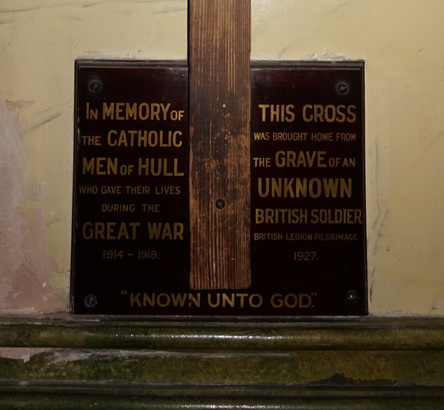 In MEMORY OF
THE CATHOLIC
MEN OF HULL
WHO GAVE THEIR LIVES
DURING THE
GREAT WAR
1914 - 1918.
THIS CROSS
WAS BROUGHT HOME FROM
THE GRAVE OF AN
UNKNOWN
BRITISH SOLDIER
BRITISH LEGION PILGRIMAGE.
1927.
"KNOWN UNTO GOD."